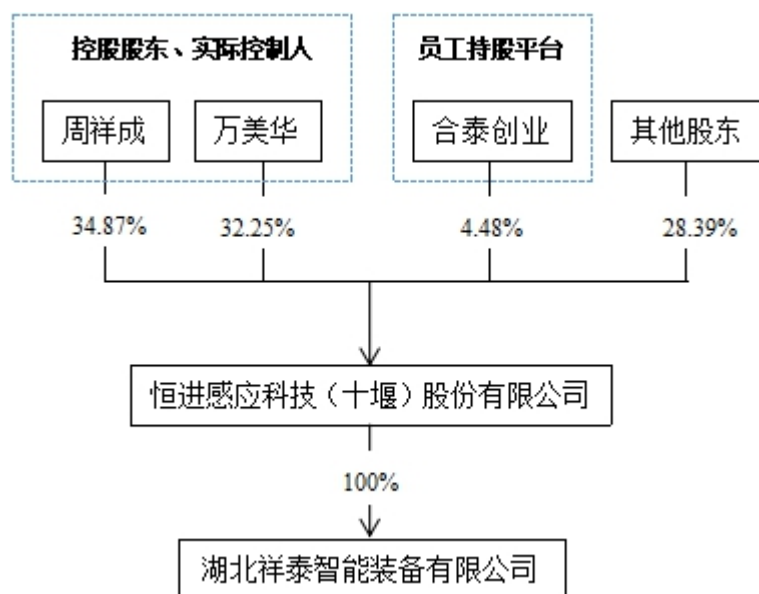 控股股东、实际控制人
员工持股平台
周祥成
万美华
合泰创业
其他股东
34.87%
32.25%
4.48%
28.39%
恒进感应科技（十堰）股份有限公司
100%
湖北祥泰智能装备有限公司